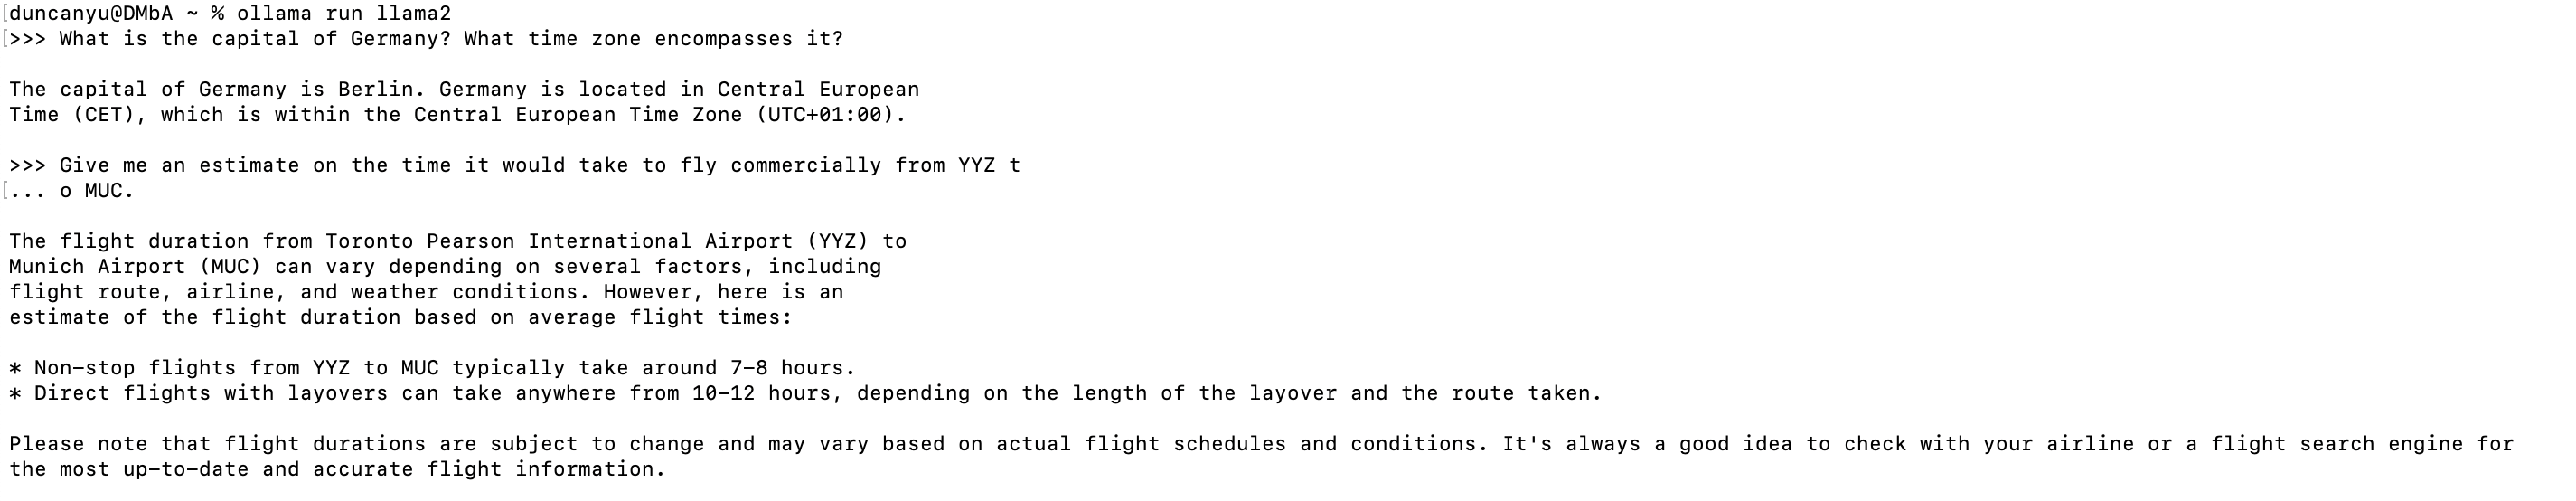 [duncanyu@DMbA ~ % ollama run llama2
[>>> What is the capital of Germany? What time zone encompasses it?
The capital of Germany is Berlin. Germany is located in Central European
Time (CET), which is within the Central European Time Zone (UTC+01:00).
>>> Give me an estimate on the time it would take to fly commercially from YYZ t
[... o MUC.
The flight duration from Toronto Pearson International Airport (YYZ) to
Munich Airport (MUC) can vary depending on several factors, including
flight route, airline, and weather conditions. However, here is an
estimate of the flight duration based on average flight times:
* Non-stop flights from YYZ to MUC typically take around 7-8 hours.
* Direct flights with layovers can take anywhere from 10-12 hours, depending on the length of the layover and the route taken.
Please note that flight durations are subject to change and may vary based on actual flight schedules and conditions. It's always a good idea to check with your airline or a flight search engine for
the most up-to-date and accurate flight information.